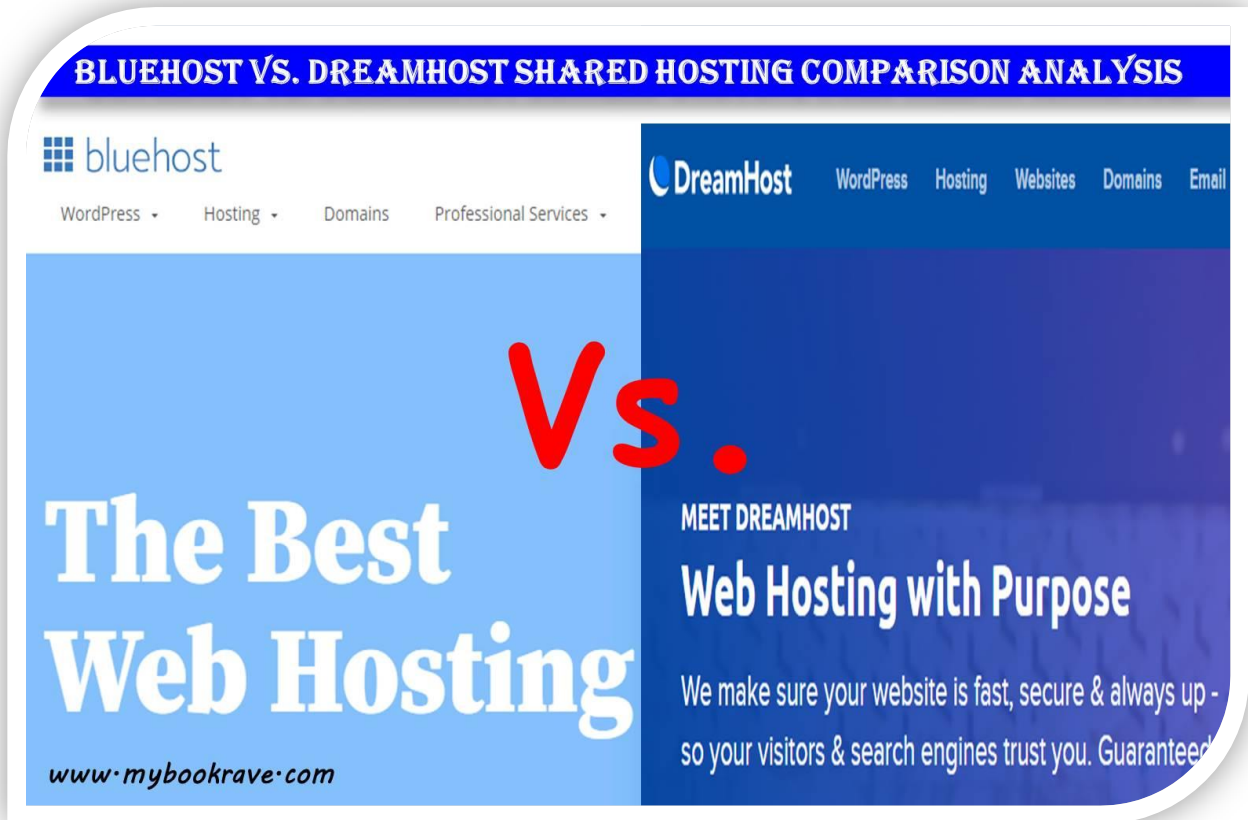 BLUEHOST VS. DREAMHOST SHARED HOSTING COMPARISON ANALYSIS
bluehost
WordPress Hosting Domains Professional Services
DreamHost WordPress Hosting Websites Domains Email
Vs.
The Best
Web Hosting
www.mybookrave.com
MEET DREAMHOST
Web Hosting with Purpose
We make sure your website is fast, secure & always up -
so your visitors & search engines trust you. Guaranteed